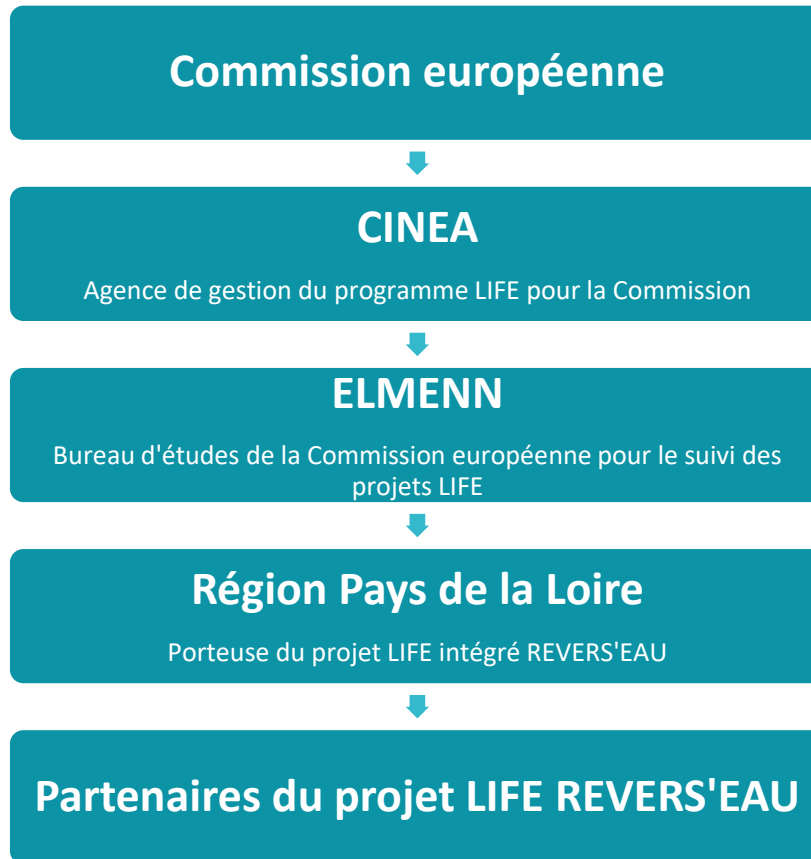 Commission européenne
CINEA
Agence de gestion du programme LIFE pour la Commission
ELMENN
Bureau d'études de la Commission européenne pour le suivi des
projets LIFE
Région Pays de la Loire
Porteuse du projet LIFE intégré REVERS'EAU
Partenaires du projet LIFE REVERS'EAU